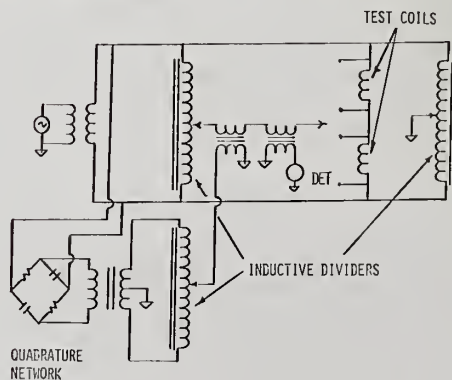 TEST COILS
DET
INDUCTIVE DIVIDERS
QUADRATURE
NETWORK